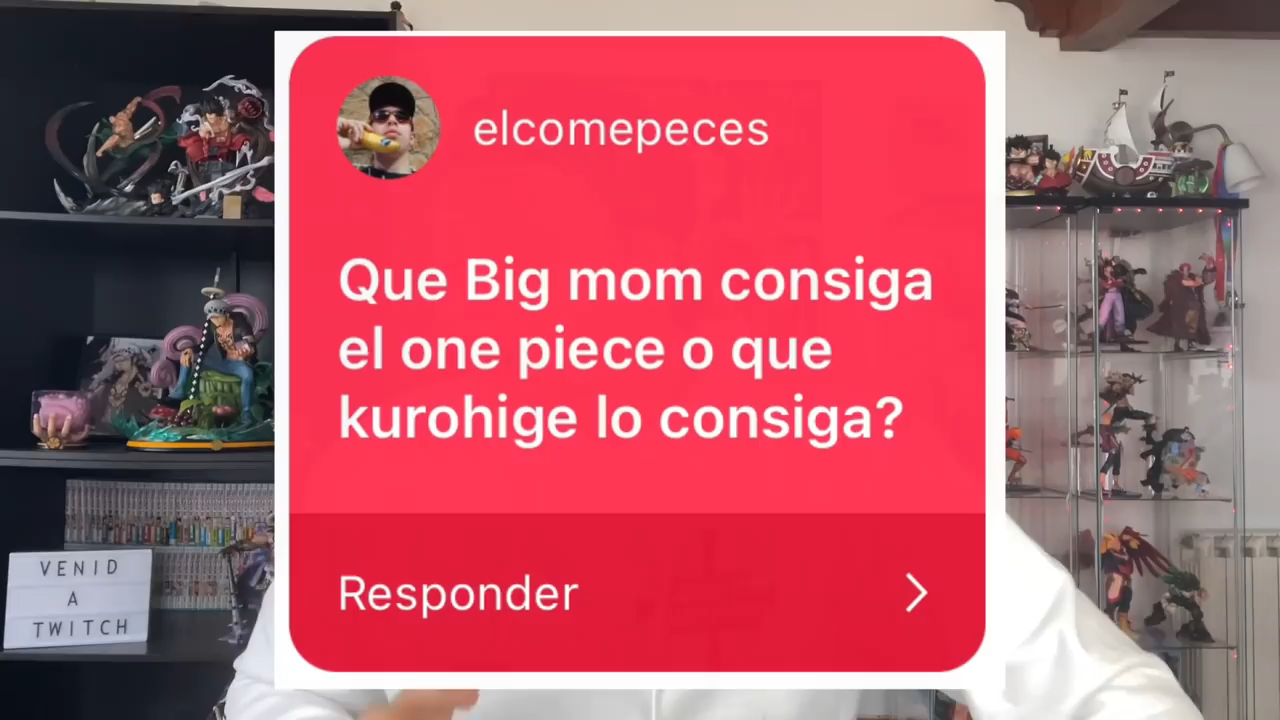 elcomepeces
Que Big mom consiga
el one piece o que
kurohige lo consiga?
Responder
VENID
A
TWITCH